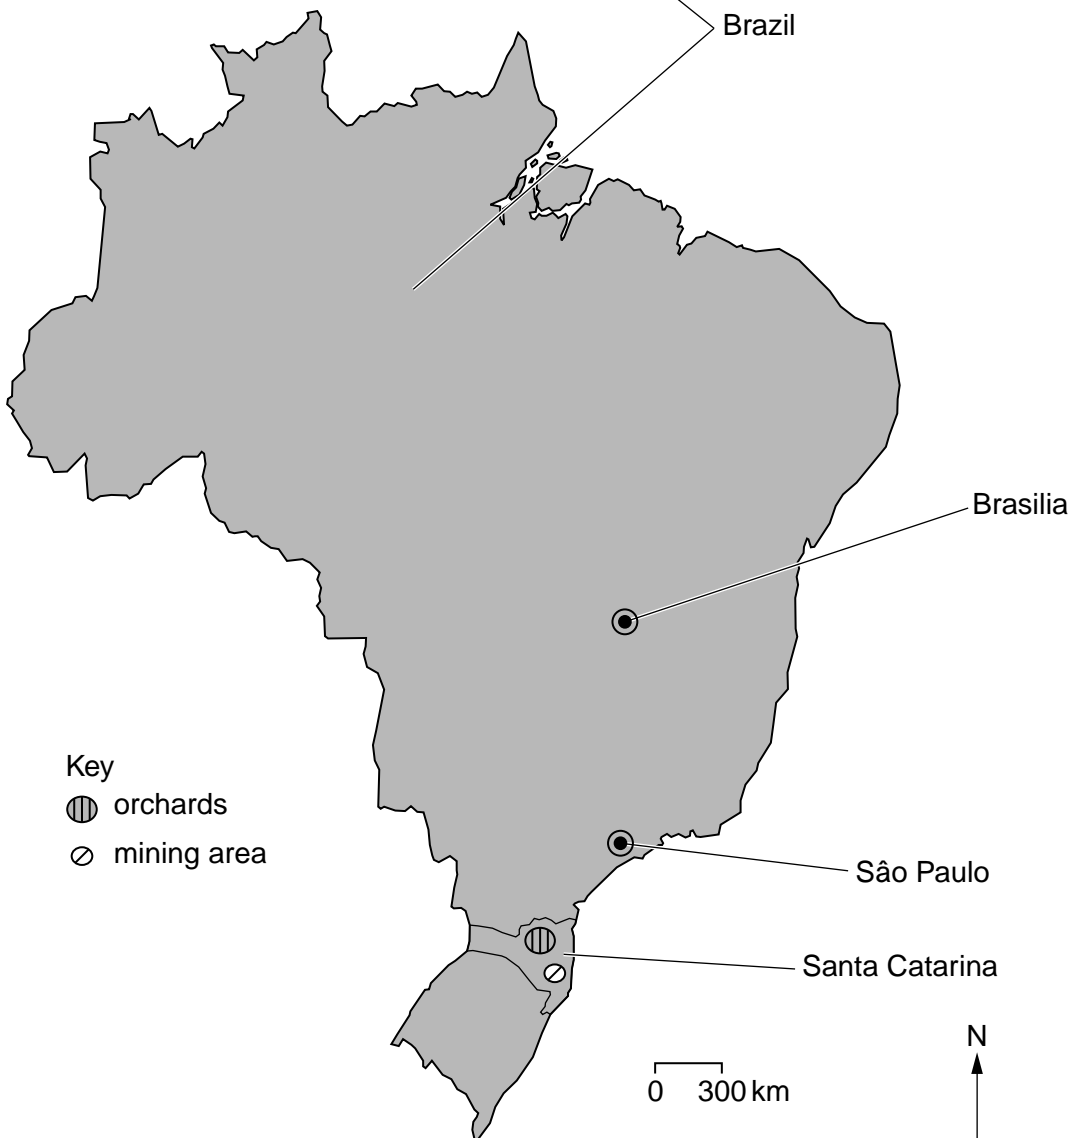 Brazil
Brasilia
Key
orchards
mining area
Sâo Paulo
Santa Catarina
N
0 300 km